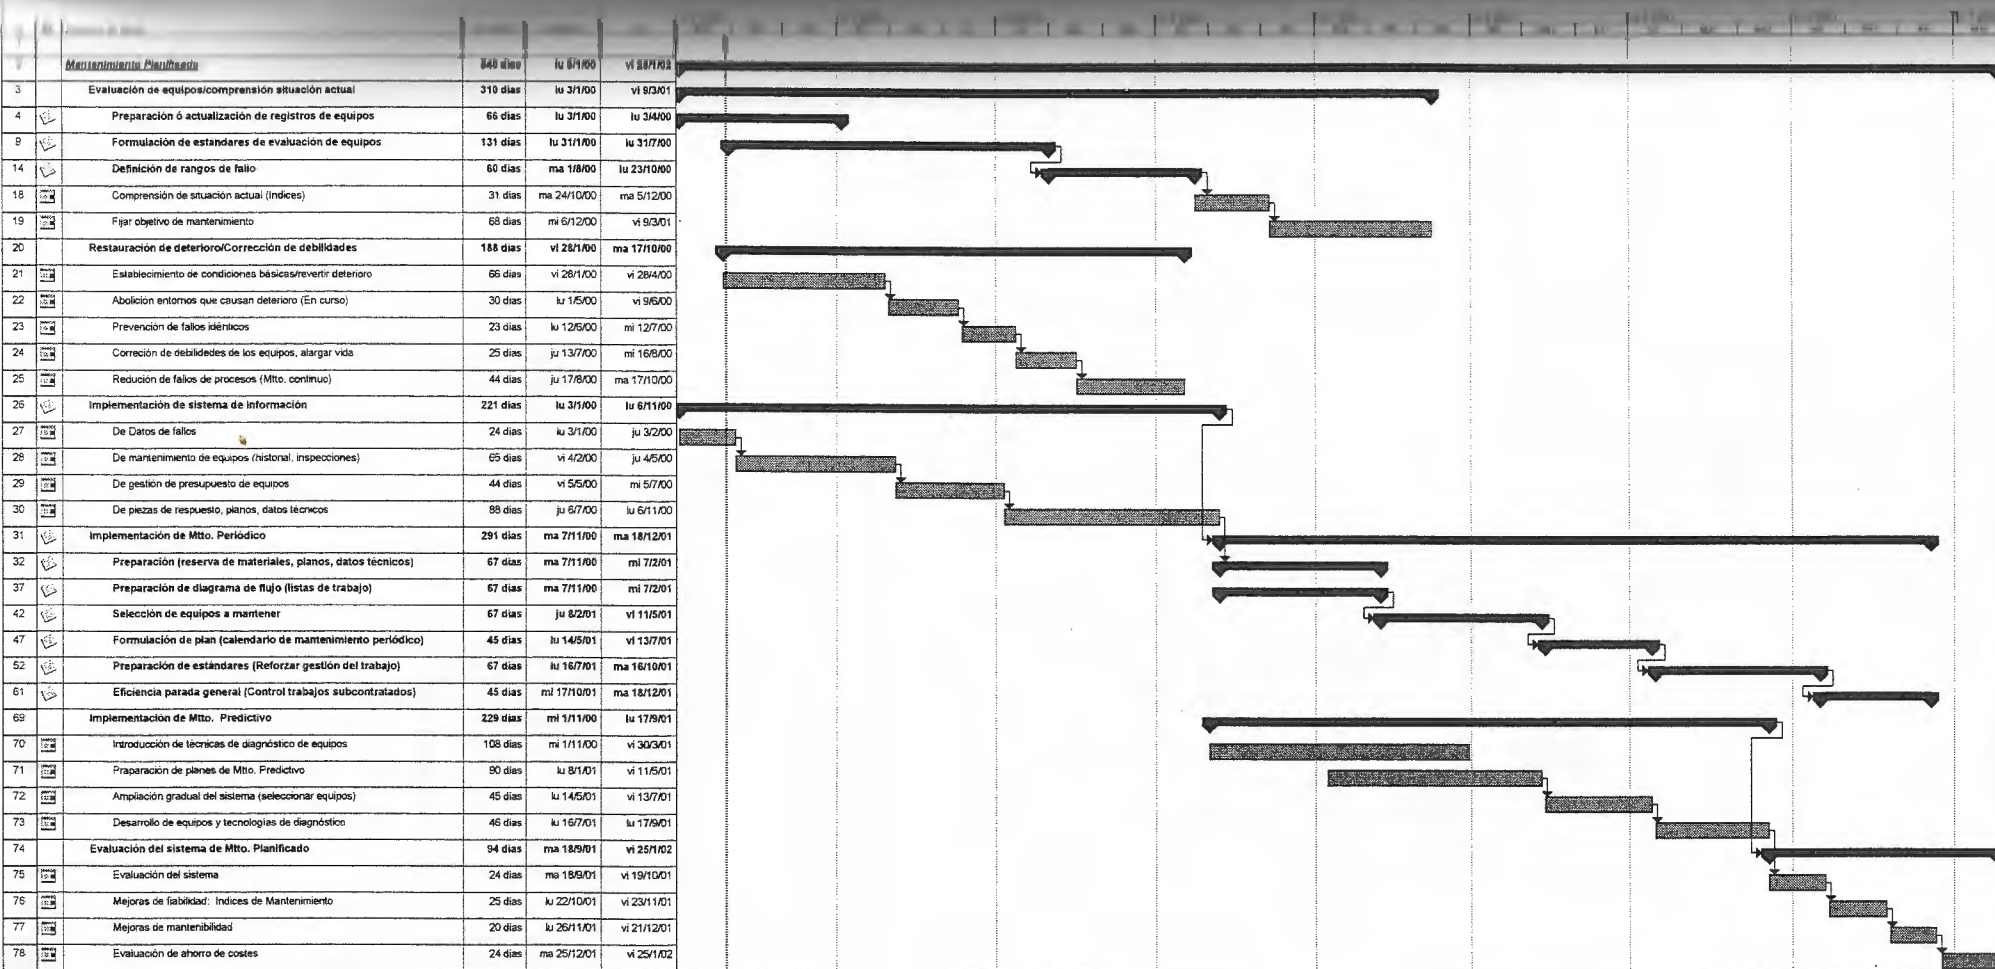 Mantenimiento Planificado vi 25/1/02
3 Evaluación de equipos/comprensión situación actual 310 días lu 3/1/00 vi 9/3/01
4 Preparación ó actualización de registros de equipos 66 días lu 3/1/00 lu 3/4/00
9 Formulación de estandares de evaluación de equipos 131 días lu 31/1/00 lu 31/7/00
14 Definición de rangos de fallo 60 días ma 1/8/00 lu 23/10/00
18 Comprensión de situación actual (Indices) 31 días ma 24/10/00 ma 5/12/00
19 Fijar objetivo de mantenimiento 68 días mi 6/12/00 vi 9/3/01
20 Restauración de deterioro/Corrección de debilidades 188 días vi 28/1/00 ma 17/10/00
21 Establecimiento de condiciones básicas/revertir deterioro 66 días vi 28/1/00 vi 28/4/00
22 Abolición entornos que causan deterioro (En curso) 30 días lu 1/5/00 vi 9/6/00
23 Prevención de fallos idénticos 23 días lu 12/6/00 mi 12/7/00
24 Correción de debilidedes de los equipos, alargar vida 25 días ju 13/7/00 mi 16/8/00
25 Redución de fallos de procesos (Mtto. continuo) 44 días ju 17/8/00 ma 17/10/00
26 Implementación de sistema de información 221 días lu 3/1/00 lu 6/11/00
27 De Datos de fallos 24 días lu 3/1/00 ju 3/2/00
28 De mantenimiento de equipos (historial, inspecciones) 65 días vi 4/2/00 ju 4/5/00
29 De gestión de presupuesto de equipos 44 días vi 5/5/00 mi 5/7/00
30 De piezas de respuesto, planos, datos técnicos 88 días ju 6/7/00 lu 6/11/00
31 Implementación de Mtto. Periódico 291 días ma 7/11/00 ma 18/12/01
32 Preparación (reserva de materiales, planos, datos técnicos) 67 días ma 7/11/00 mi 7/2/01
37 Preparación de diagrama de flujo (listas de trabajo) 67 días ma 7/11/00 mi 7/2/01
42 Selección de equipos a mantener 67 días ju 8/2/01 vi 11/5/01
47 Formulación de plan (calendario de mantenimiento periódico) 45 días lu 14/5/01 vi 13/7/01
52 Preparación de estándares (Reforzar gestión del trabajo) 67 días lu 16/7/01 ma 16/10/01
61 Eficiencia parada general (Control trabajos subcontratados) 45 días mi 17/10/01 ma 18/12/01
69 Implementación de Mtto. Predictivo 229 días mi 1/11/00 lu 17/9/01
70 Introducción de técnicas de diagnóstico de equipos 108 días mi 1/11/00 vi 30/3/01
71 Praparación de planes de Mtto. Predictivo 90 días lu 8/1/01 vi 11/5/01
72 Ampliación gradual del sistema (seleccionar equipos) 45 días lu 14/5/01 vi 13/7/01
73 Desarrollo de equipos y tecnologías de diagnóstico 46 días lu 16/7/01 lu 17/9/01
74 Evaluación del sistema de Mtto. Planificado 94 días ma 18/9/01 vi 25/1/02
75 Evaluación del sistema 24 días ma 18/9/01 vi 19/10/01
76 Mejoras de fiabilidad: Indices de Mantenimiento 25 días lu 22/10/01 vi 23/11/01
77 Mejoras de mantenibilidad 20 días lu 26/11/01 vi 21/12/01
78 Evaluación de ahorro de costes 24 días ma 25/12/01 vi 25/1/02